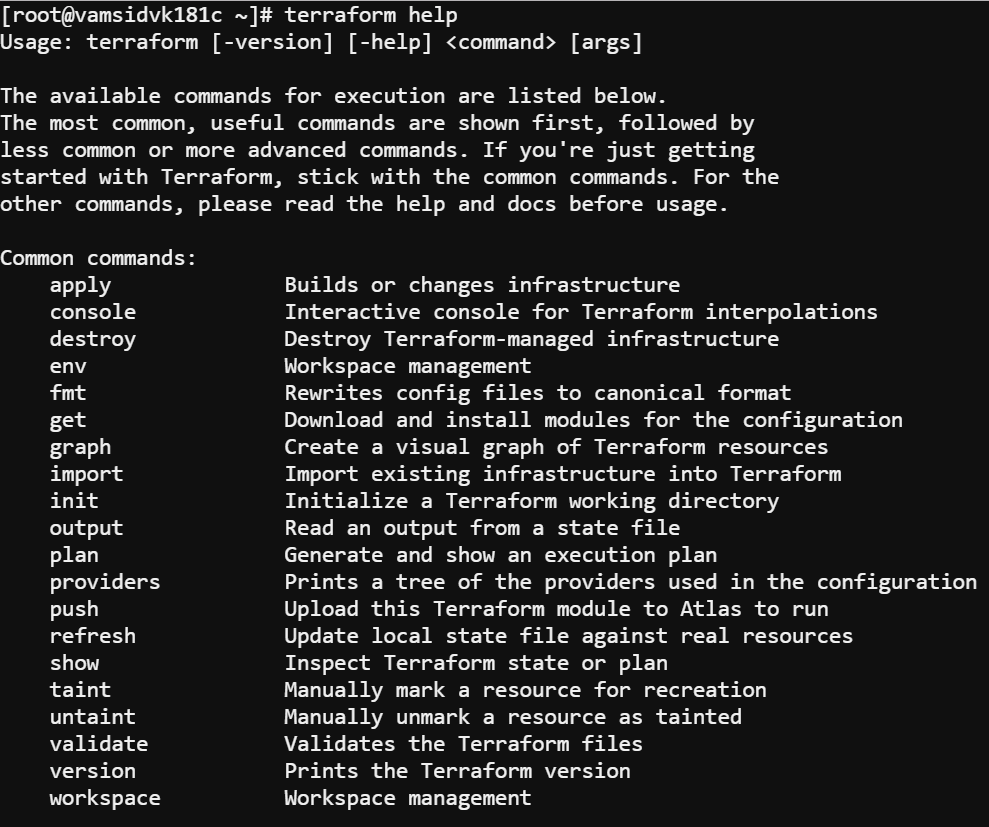 [root@vamsidvk181c ~]# terraform help
Usage: terraform [-version] [-help] <command> [args]

The available commands for execution are listed below.
The most common, useful commands are shown first, followed by
less common or more advanced commands. If you're just getting
started with Terraform, stick with the common commands. For the
other commands, please read the help and docs before usage.

Common commands:
    apply              Builds or changes infrastructure
    console            Interactive console for Terraform interpolations
    destroy            Destroy Terraform-managed infrastructure
    env                Workspace management
    fmt                Rewrites config files to canonical format
    get                Download and install modules for the configuration
    graph              Create a visual graph of Terraform resources
    import             Import existing infrastructure into Terraform
    init               Initialize a Terraform working directory
    output             Read an output from a state file
    plan               Generate and show an execution plan
    providers          Prints a tree of the providers used in the configuration
    push               Upload this Terraform module to Atlas to run
    refresh            Update local state file against real resources
    show               Inspect Terraform state or plan
    taint              Manually mark a resource for recreation
    untaint            Manually unmark a resource as tainted
    validate           Validates the Terraform files
    version            Prints the Terraform version
    workspace          Workspace management